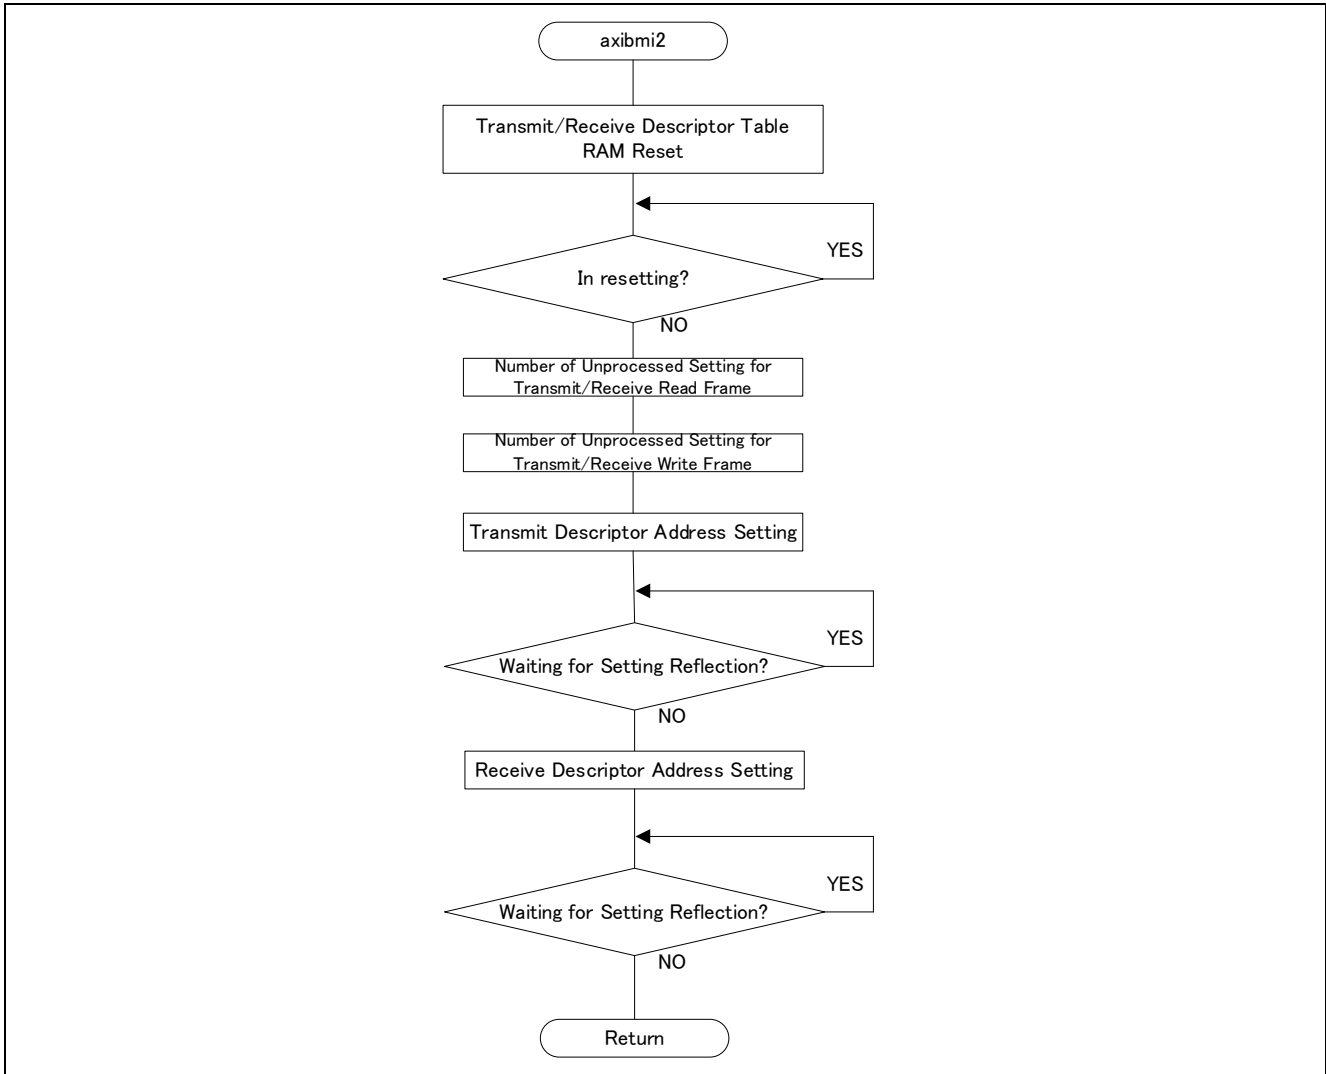 axibmi2
Transmit/Receive Descriptor Table
RAM Reset
YES
In resetting?
NO
Number of Unprocessed Setting for
Transmit/Receive Read Frame
Number of Unprocessed Setting for
Transmit/Receive Write Frame
Transmit Descriptor Address Setting
YES
Waiting for Setting Reflection?
NO
Receive Descriptor Address Setting
YES
Waiting for Setting Reflection?
NO
Return